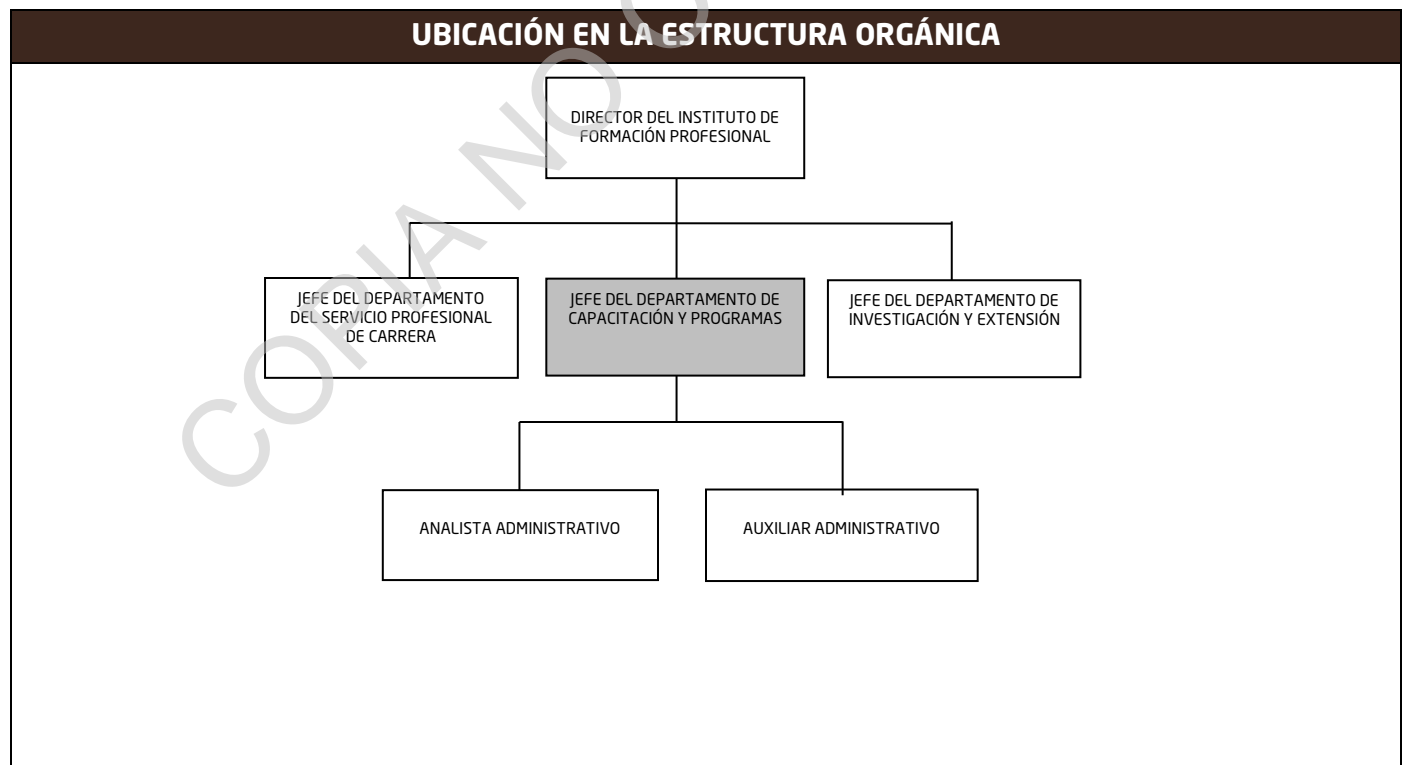 UBICACIÓN EN LA ESTRUCTURA ORGÁNICA
DIRECTOR DEL INSTITUTO DE
FORMACIÓN PROFESIONAL
JEFE DEL DEPARTAMENTO
DEL SERVICIO PROFESIONAL
DE CARRERA
JEFE DEL DEPARTAMENTO DE
CAPACITACIÓN Y PROGRAMAS
JEFE DEL DEPARTAMENTO DE
INVESTIGACIÓN Y EXTENSIÓN
ANALISTA ADMINISTRATIVO
AUXILIAR ADMINISTRATIVO
COPIA NO